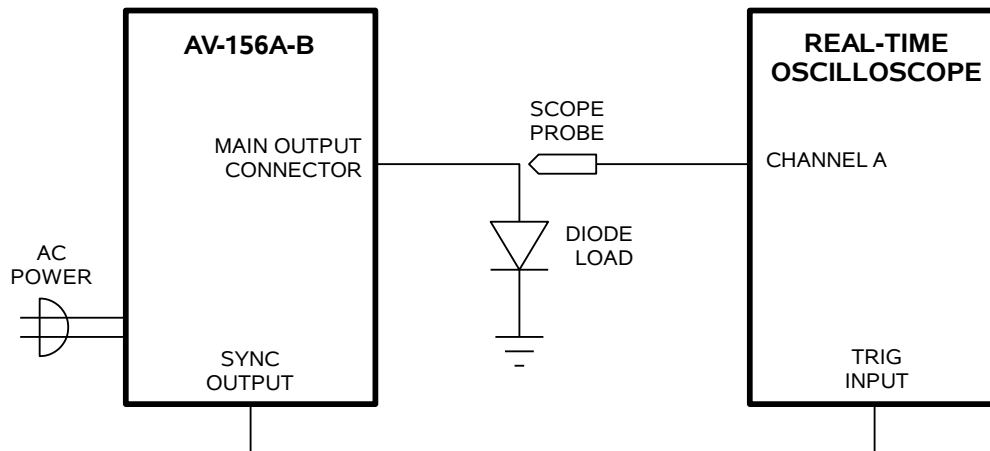 AV-156A-B
REAL-TIME
OSCILLOSCOPE
SCOPE
PROBE
MAIN OUTPUT
CONNECTOR
CHANNEL A
DIODE
LOAD
AC
POWER
SYNC
OUTPUT
TRIG
INPUT